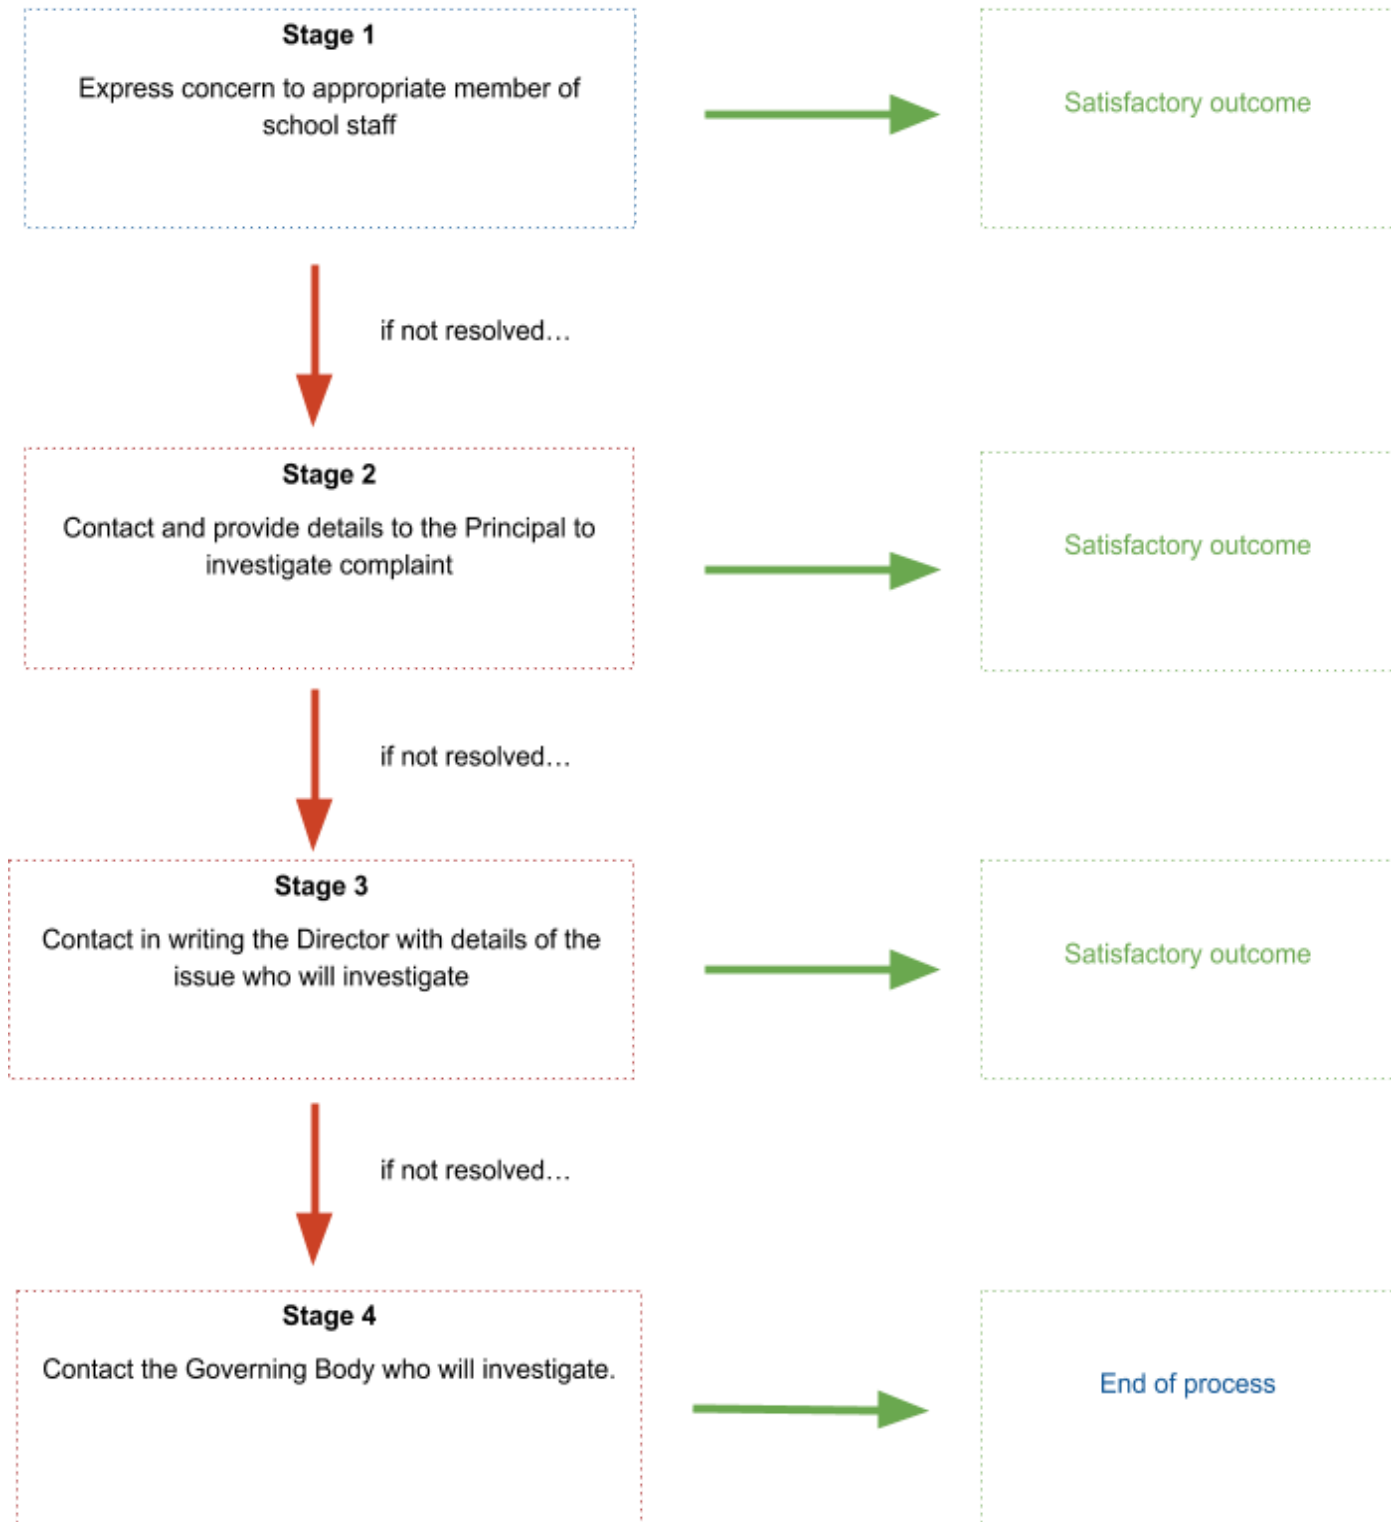 Stage 1
Express concern to appropriate member of
school staff
Satisfactory outcome
if not resolved…
Stage 2
Contact and provide details to the Principal to
investigate complaint
Satisfactory outcome
if not resolved…
Stage 3
Contact in writing the Director with details of the
issue who will investigate
Satisfactory outcome
if not resolved…
Stage 4
Contact the Governing Body who will investigate.
End of process